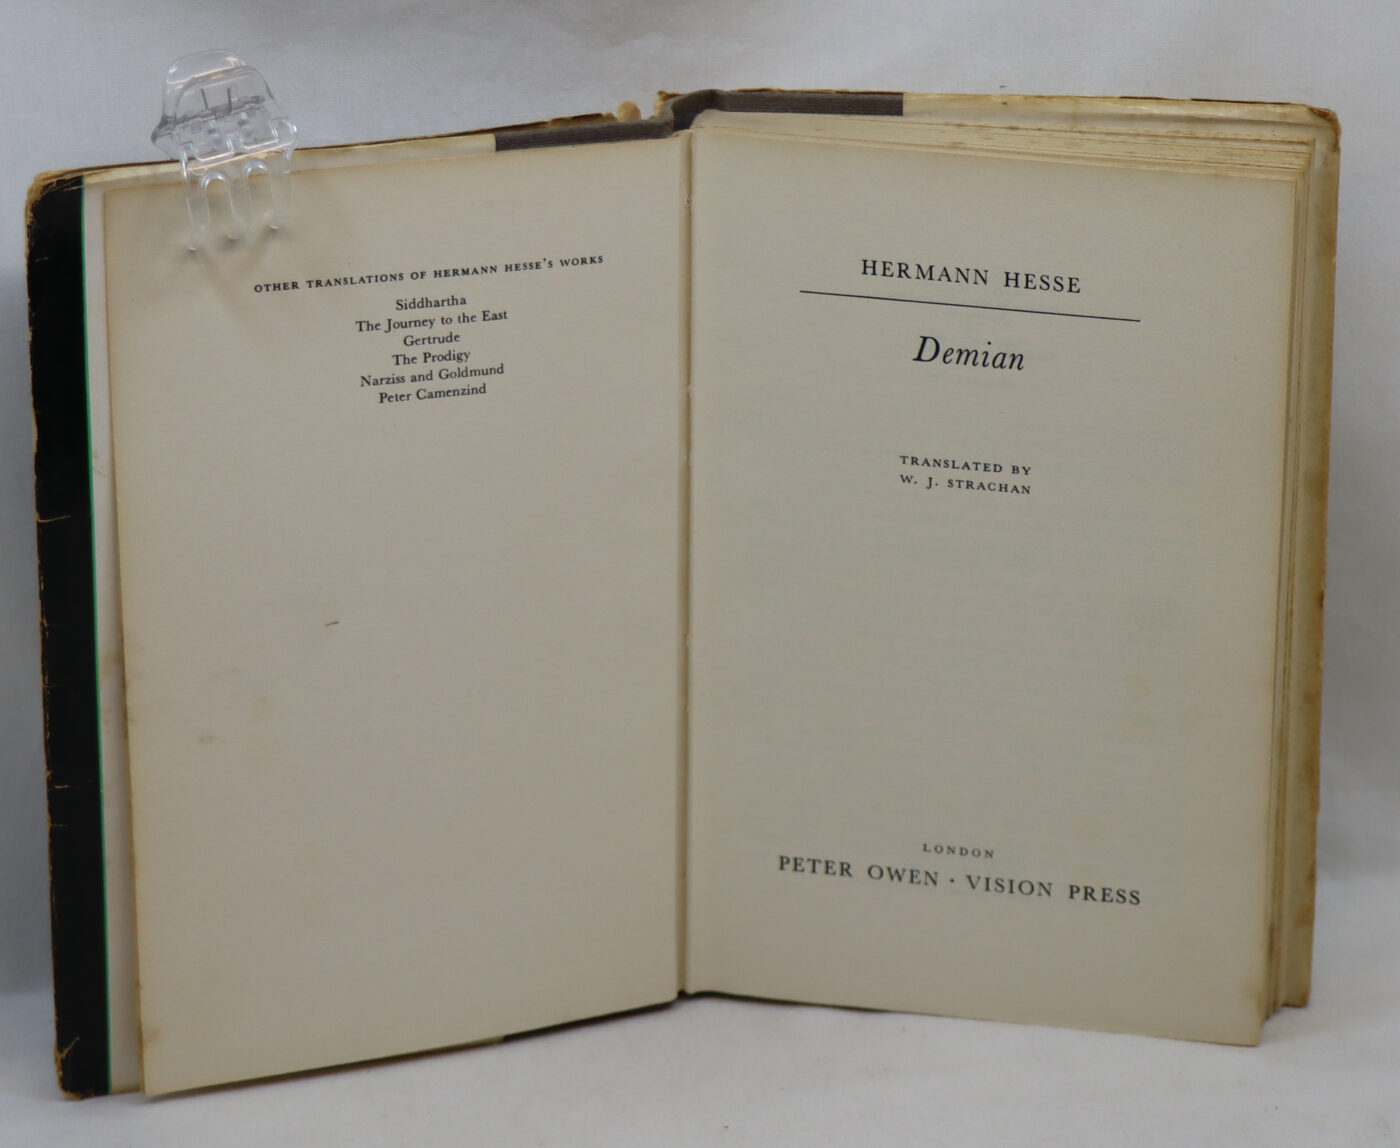 OTHER TRANSLATIONS OF HERMANN HESSE'S WORKS
Siddhartha
The Journey to the East
Gertrude
The Prodigy
Narziss and Goldmund
Peter Camenzind
HERMANN HESSE
Demian
TRANSLATED BY
W. J. STRACHAN
LONDON
PETER OWEN · VISION PRESS